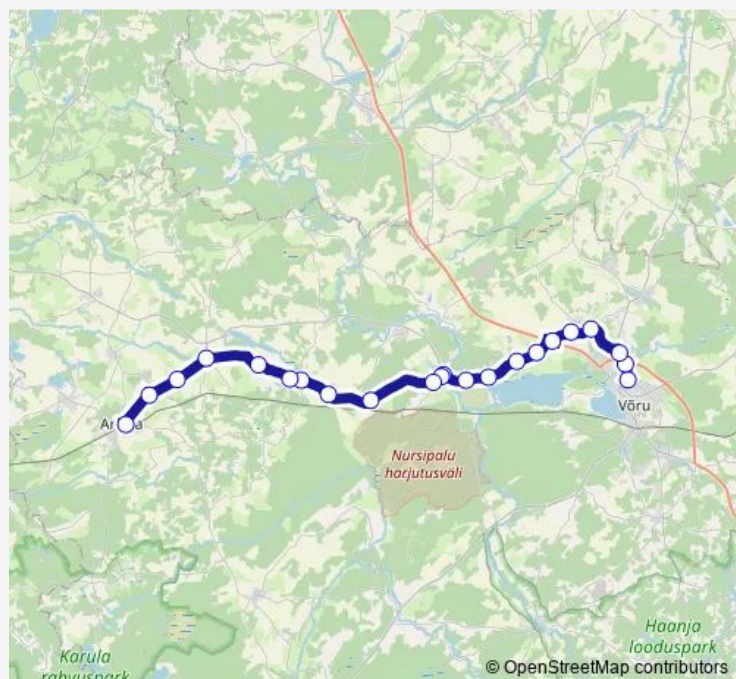 Võru
Nursipalu
harjutusväli
Haanja
looduspark
Karula
© OpenStreetMap contributors